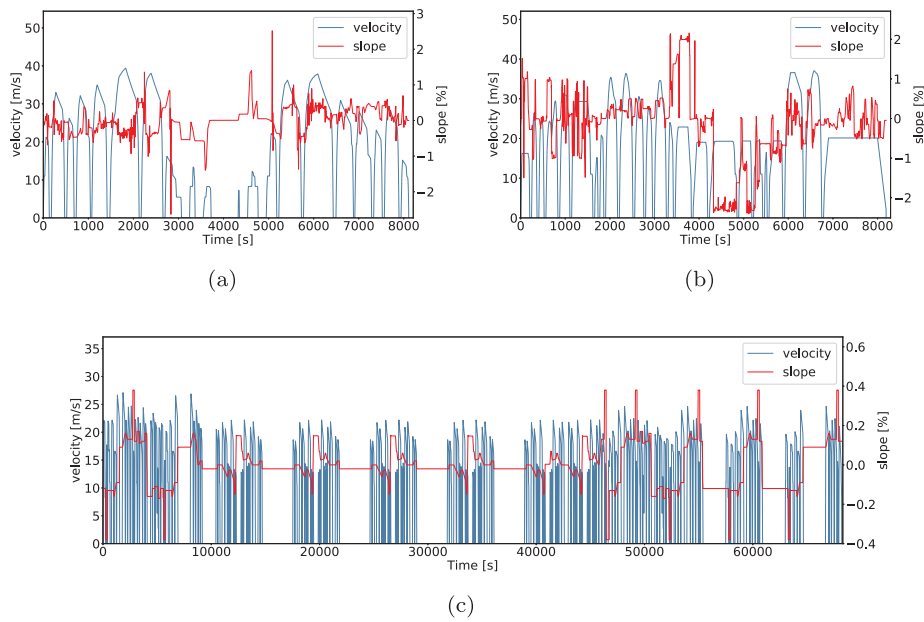 50
40
30
20
10
0
velocity [m/s]
3
2
1
0
−1
−2
slope [%]
velocity
slope
0 1000 2000 3000 4000 5000 6000 7000 8000
Time [s]
(a)
60
50
40
30
20
10
0
velocity [m/s]
2
1
0
−1
−2
slope [%]
velocity
slope
0 1000 2000 3000 4000 5000 6000 7000 8000
Time [s]
(b)
35
30
25
20
15
10
5
0
velocity [m/s]
0.6
0.4
0.2
0.0
−0.2
−0.4
slope [%]
velocity
slope
0 10000 20000 30000 40000 50000 60000
Time [s]
(c)